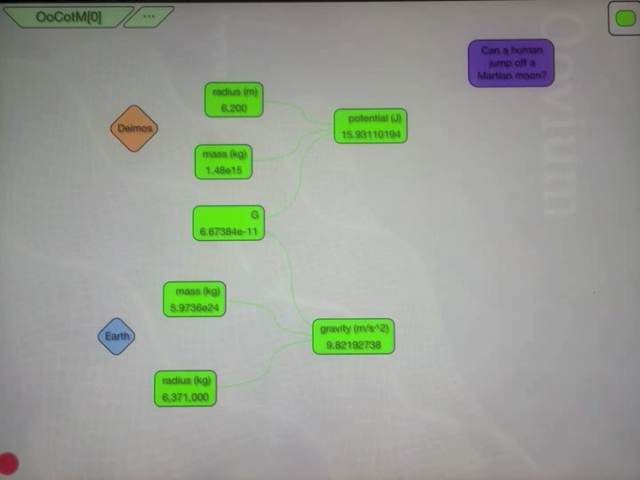 OoCotM[0]
...
Can a human
jump off a
Martian moon?
radius (m)
6,200
Deimos
potential (J)
15.93110194
mass (kg)
1.48e15
G
6.67384e-11
mass (kg)
5.9736e24
Earth
gravity (m/s^2)
9.82192738
radius (kg)
6,371,000
Oovium